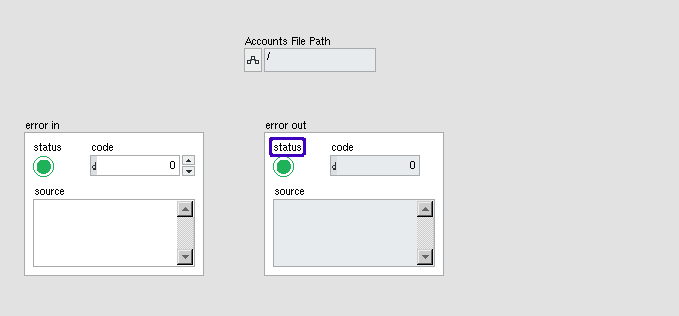 Accounts File Path
/
error in
status code
d 0
source
error out
status code
d 0
source